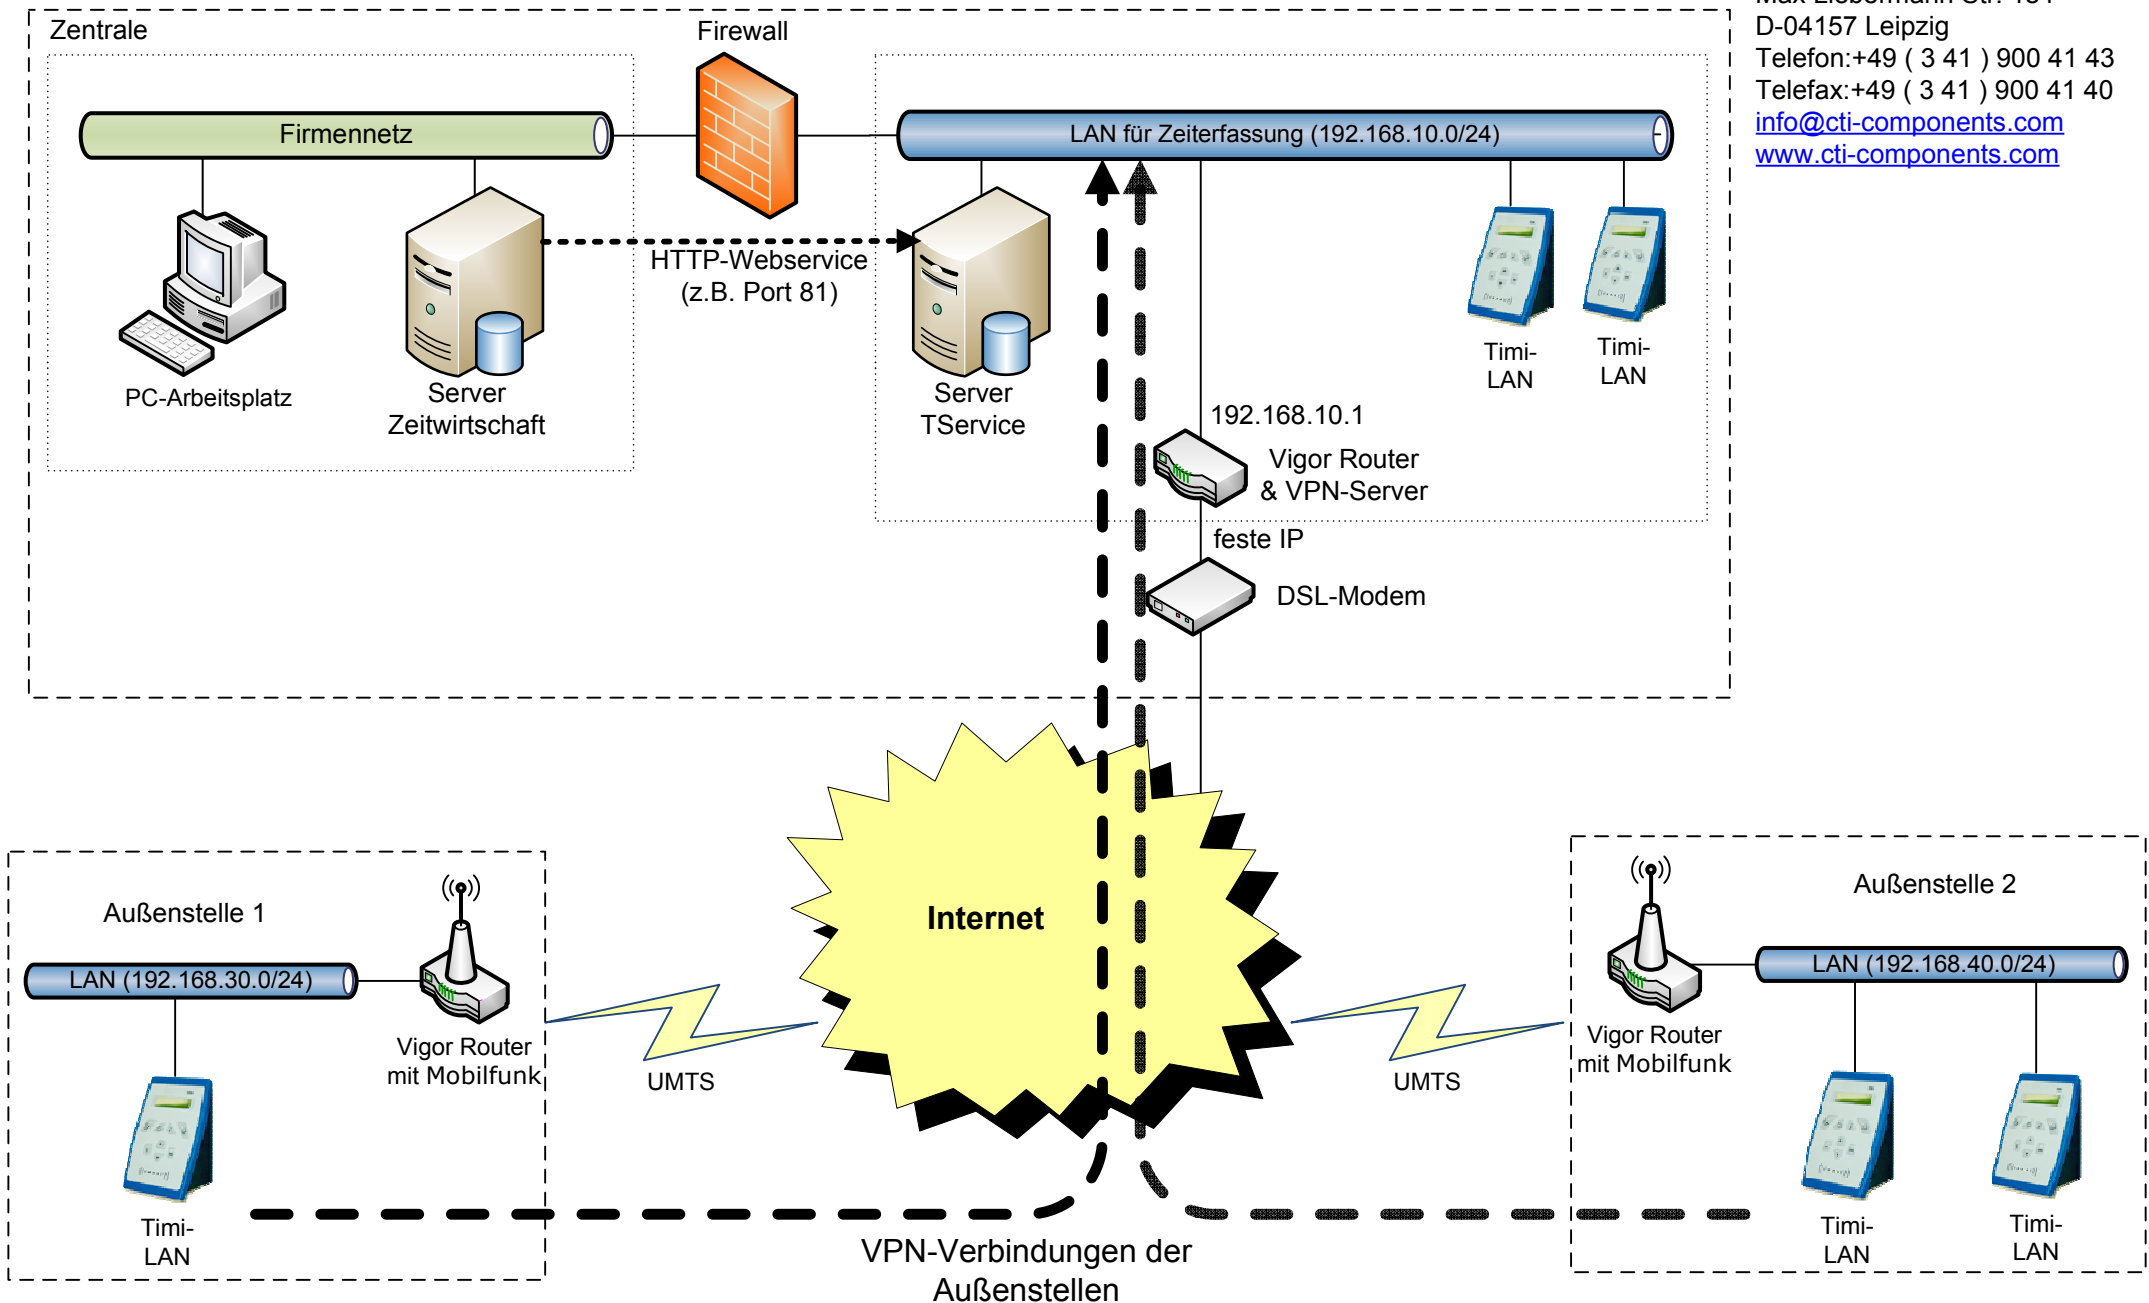 Max-Liebermann-Str.
D-04157 Leipzig
Telefon:+49 ( 3 41 ) 900 41 43
Telefax:+49 ( 3 41 ) 900 41 40
info@cti-components.com
www.cti-components.com
Zentrale
Firewall
Firmennetz
LAN für Zeiterfassung (192.168.10.0/24)
HTTP-Webservice
(z.B. Port 81)
PC-Arbeitsplatz
Server
Zeitwirtschaft
Server
TService
Timi-
LAN
Timi-
LAN
192.168.10.1
Vigor Router
& VPN-Server
feste IP
DSL-Modem
Internet
Außenstelle 1
LAN (192.168.30.0/24)
Vigor Router
mit Mobilfunk
UMTS
Timi-
LAN
UMTS
Außenstelle 2
LAN (192.168.40.0/24)
Vigor Router
mit Mobilfunk
Timi-
LAN
Timi-
LAN
VPN-Verbindungen der
Außenstellen